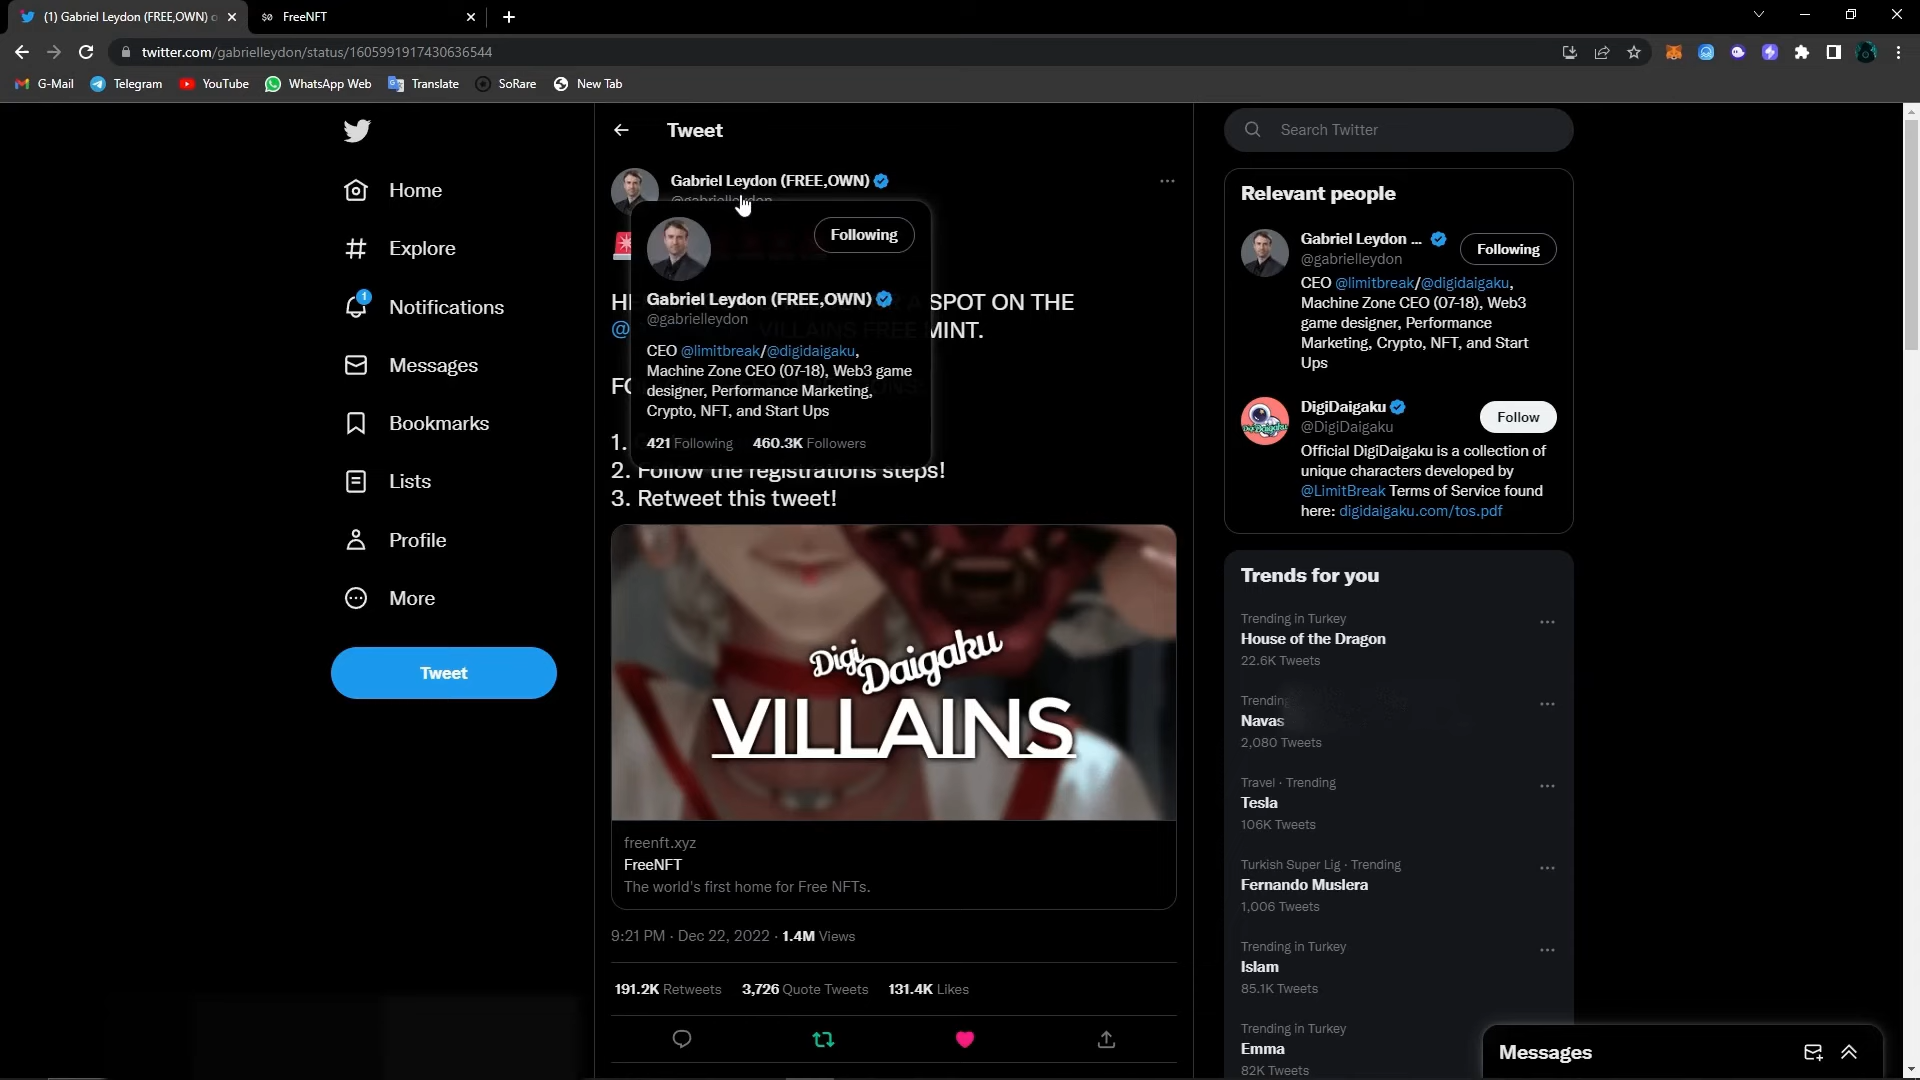 (1) Gabriel Leydon (FREE,OWN) o
FreeNFT
twitter.com/gabrielleydon/status/1605991917430636544
G-Mail
Telegram
YouTube
WhatsApp Web
Translate
SoRare
New Tab
Home
Explore
1
Notifications
Messages
Bookmarks
Lists
Profile
More
Tweet
Tweet
Gabriel Leydon (FREE,OWN)
Following
Gabriel Leydon (FREE,OWN)
@gabrielleydon
CEO @limitbreak/@digidaigaku,
Machine Zone CEO (07-18), Web3 game
designer, Performance Marketing,
Crypto, NFT, and Start Ups
421 Following 460.3K Followers
A SPOT ON THE
@ VILLAINS FREE MINT.
1.
2. Follow the registrations steps!
3. Retweet this tweet!
Digi Daigaku
VILLAINS
freenft.xyz
FreeNFT
The world's first home for Free NFTs.
9:21 PM · Dec 22, 2022 · 1.4M Views
191.2K Retweets 3,726 Quote Tweets 131.4K Likes
Search Twitter
Relevant people
Gabriel Leydon ...
Following
@gabrielleydon
CEO @limitbreak/@digidaigaku,
Machine Zone CEO (07-18), Web3
game designer, Performance
Marketing, Crypto, NFT, and Start
Ups
DigiDaigaku
Follow
@DigiDaigaku
Official DigiDaigaku is a collection of
unique characters developed by
@LimitBreak Terms of Service found
here: digidaigaku.com/tos.pdf
Trends for you
Trending in Turkey
House of the Dragon
22.6K Tweets
Trending
Navas
2,080 Tweets
Travel · Trending
Tesla
106K Tweets
Turkish Super Lig · Trending
Fernando Muslera
1,006 Tweets
Trending in Turkey
Islam
85.1K Tweets
Trending in Turkey
Emma
82K Tweets
Messages